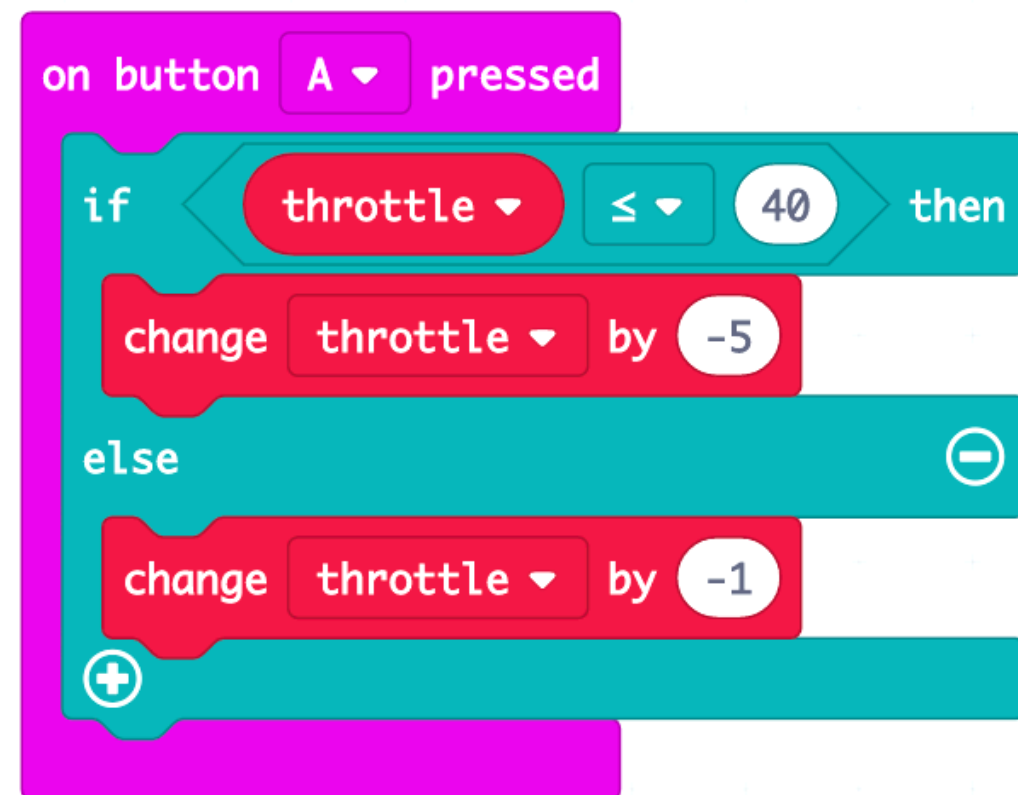 on button A pressed
if throttle ≤ 40 then
change throttle by -5
else
change throttle by -1